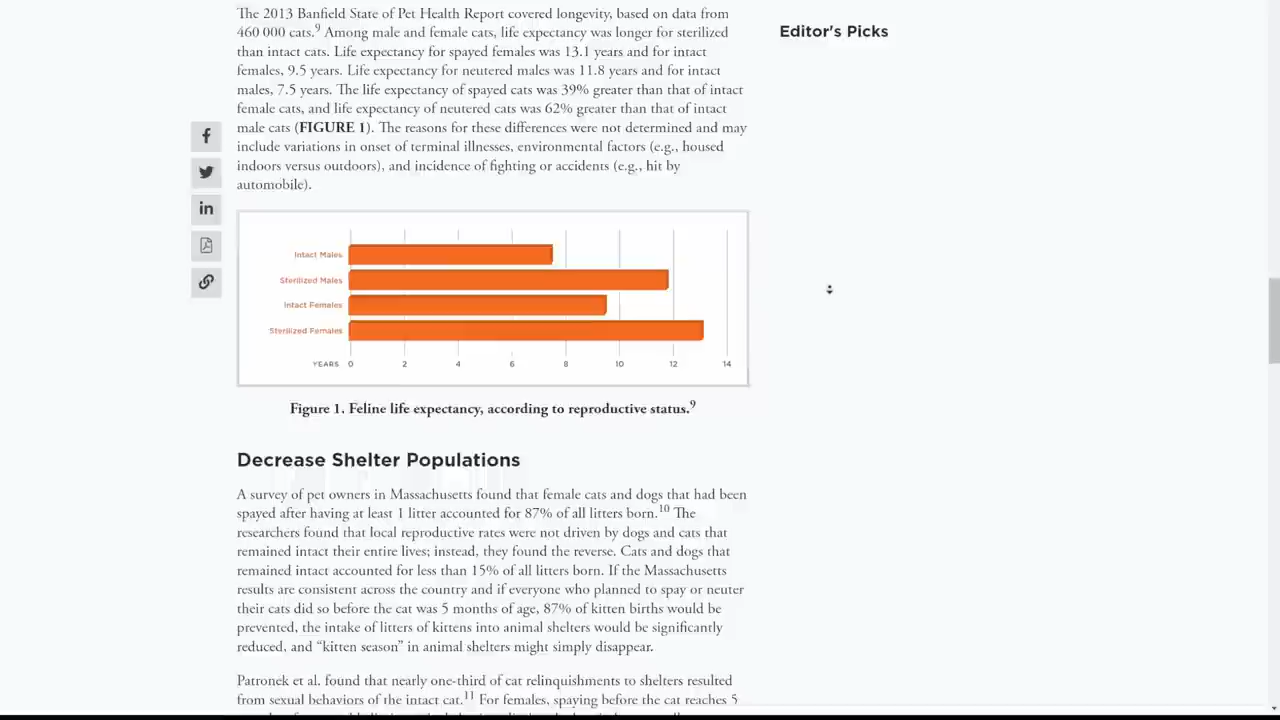 The 2013 Banfield State of Pet Health Report covered longevity, based on data from
460 000 cats.9 Among male and female cats, life expectancy was longer for sterilized
than intact cats. Life expectancy for spayed females was 13.1 years and for intact
females, 9.5 years. Life expectancy for neutered males was 11.8 years and for intact
males, 7.5 years. The life expectancy of spayed cats was 39% greater than that of intact
female cats, and life expectancy of neutered cats was 62% greater than that of intact
male cats (FIGURE 1). The reasons for these differences were not determined and may
include variations in onset of terminal illnesses, environmental factors (e.g., housed
indoors versus outdoors), and incidence of fighting or accidents (e.g., hit by
automobile).
Editor's Picks
Intact Males
Sterilized Males
Intact Females
Sterilized Females
YEARS 0 2 4 6 8 10 12 14
Figure 1. Feline life expectancy, according to reproductive status.9
Decrease Shelter Populations
A survey of pet owners in Massachusetts found that female cats and dogs that had been
spayed after having at least 1 litter accounted for 87% of all litters born.10 The
researchers found that local reproductive rates were not driven by dogs and cats that
remained intact their entire lives; instead, they found the reverse. Cats and dogs that
remained intact accounted for less than 15% of all litters born. If the Massachusetts
results are consistent across the country and if everyone who planned to spay or neuter
their cats did so before the cat was 5 months of age, 87% of kitten births would be
prevented, the intake of litters of kittens into animal shelters would be significantly
reduced, and “kitten season” in animal shelters might simply disappear.
Patronek et al. found that nearly one-third of cat relinquishments to shelters resulted
from sexual behaviors of the intact cat.11 For females, spaying before the cat reaches 5